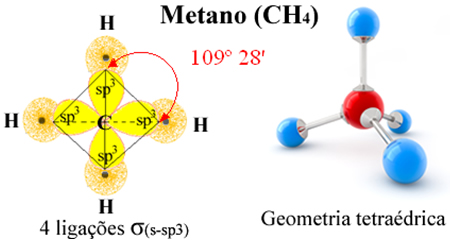 Metano (CH₄)
H
109° 28'
sp³
H
sp³
C
sp³
H
sp³
H
4 ligações σ(s-sp3)
Geometria tetraédrica